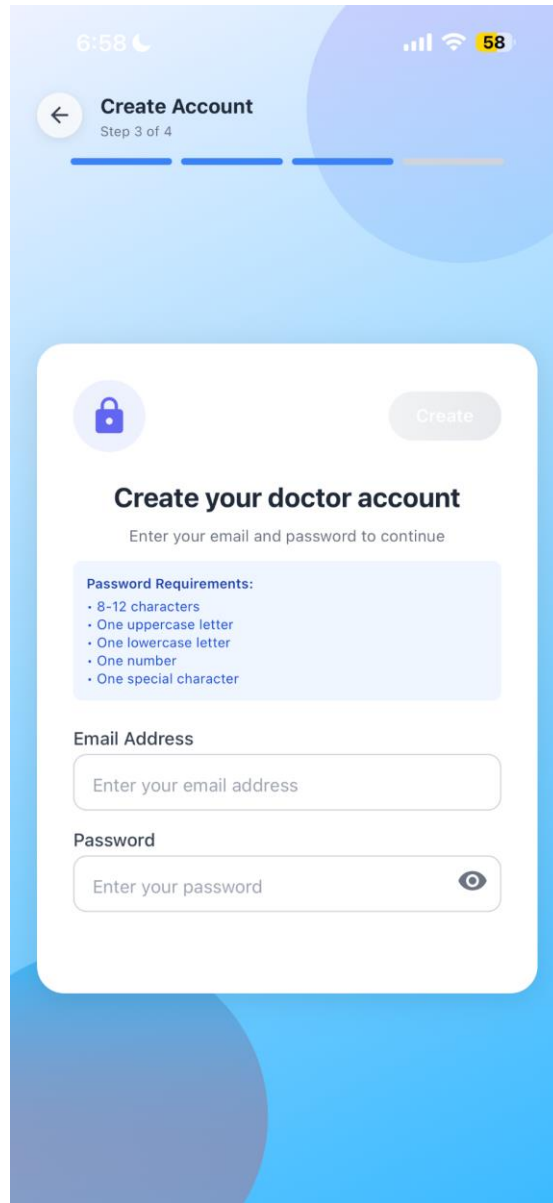 6:58
58
Create Account
Step 3 of 4
Create
Create your doctor account
Enter your email and password to continue
Password Requirements:
• 8-12 characters
• One uppercase letter
• One lowercase letter
• One number
• One special character
Email Address
Enter your email address
Password
Enter your password